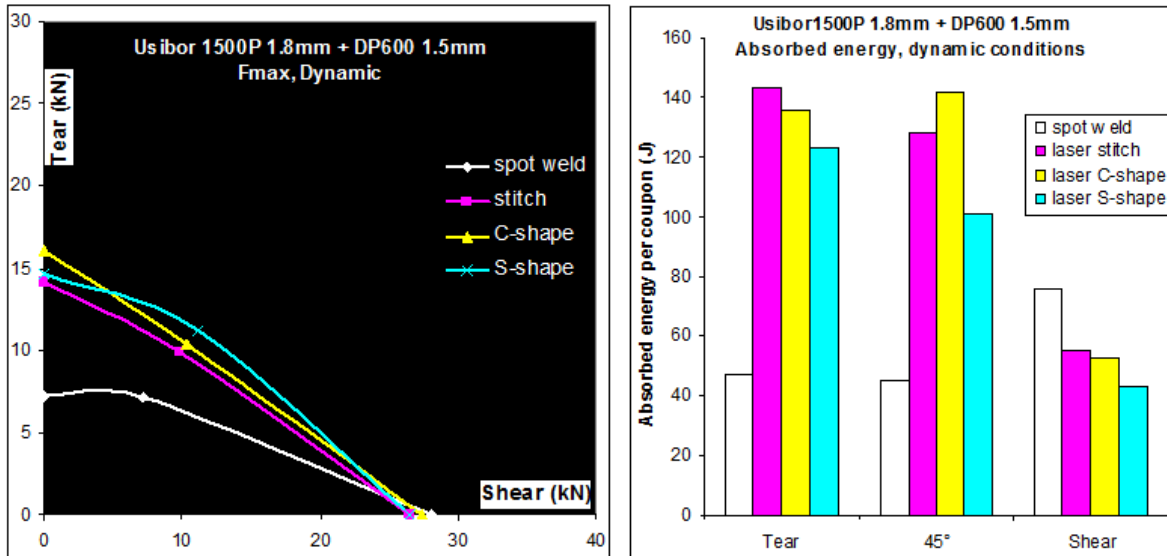 Usibor 1500P 1.8mm + DP600 1.5mm
Fmax, Dynamic
Tear (kN)
30
25
20
15
10
5
0
spot weld
stitch
C-shape
S-shape
Shear (kN)
0
10
20
30
40
Usibor1500P 1.8mm + DP600 1.5mm
Absorbed energy, dynamic conditions
Absorbed energy per coupon (J)
160
140
120
100
80
60
40
20
0
spot weld
laser stitch
laser C-shape
laser S-shape
Tear
45°
Shear